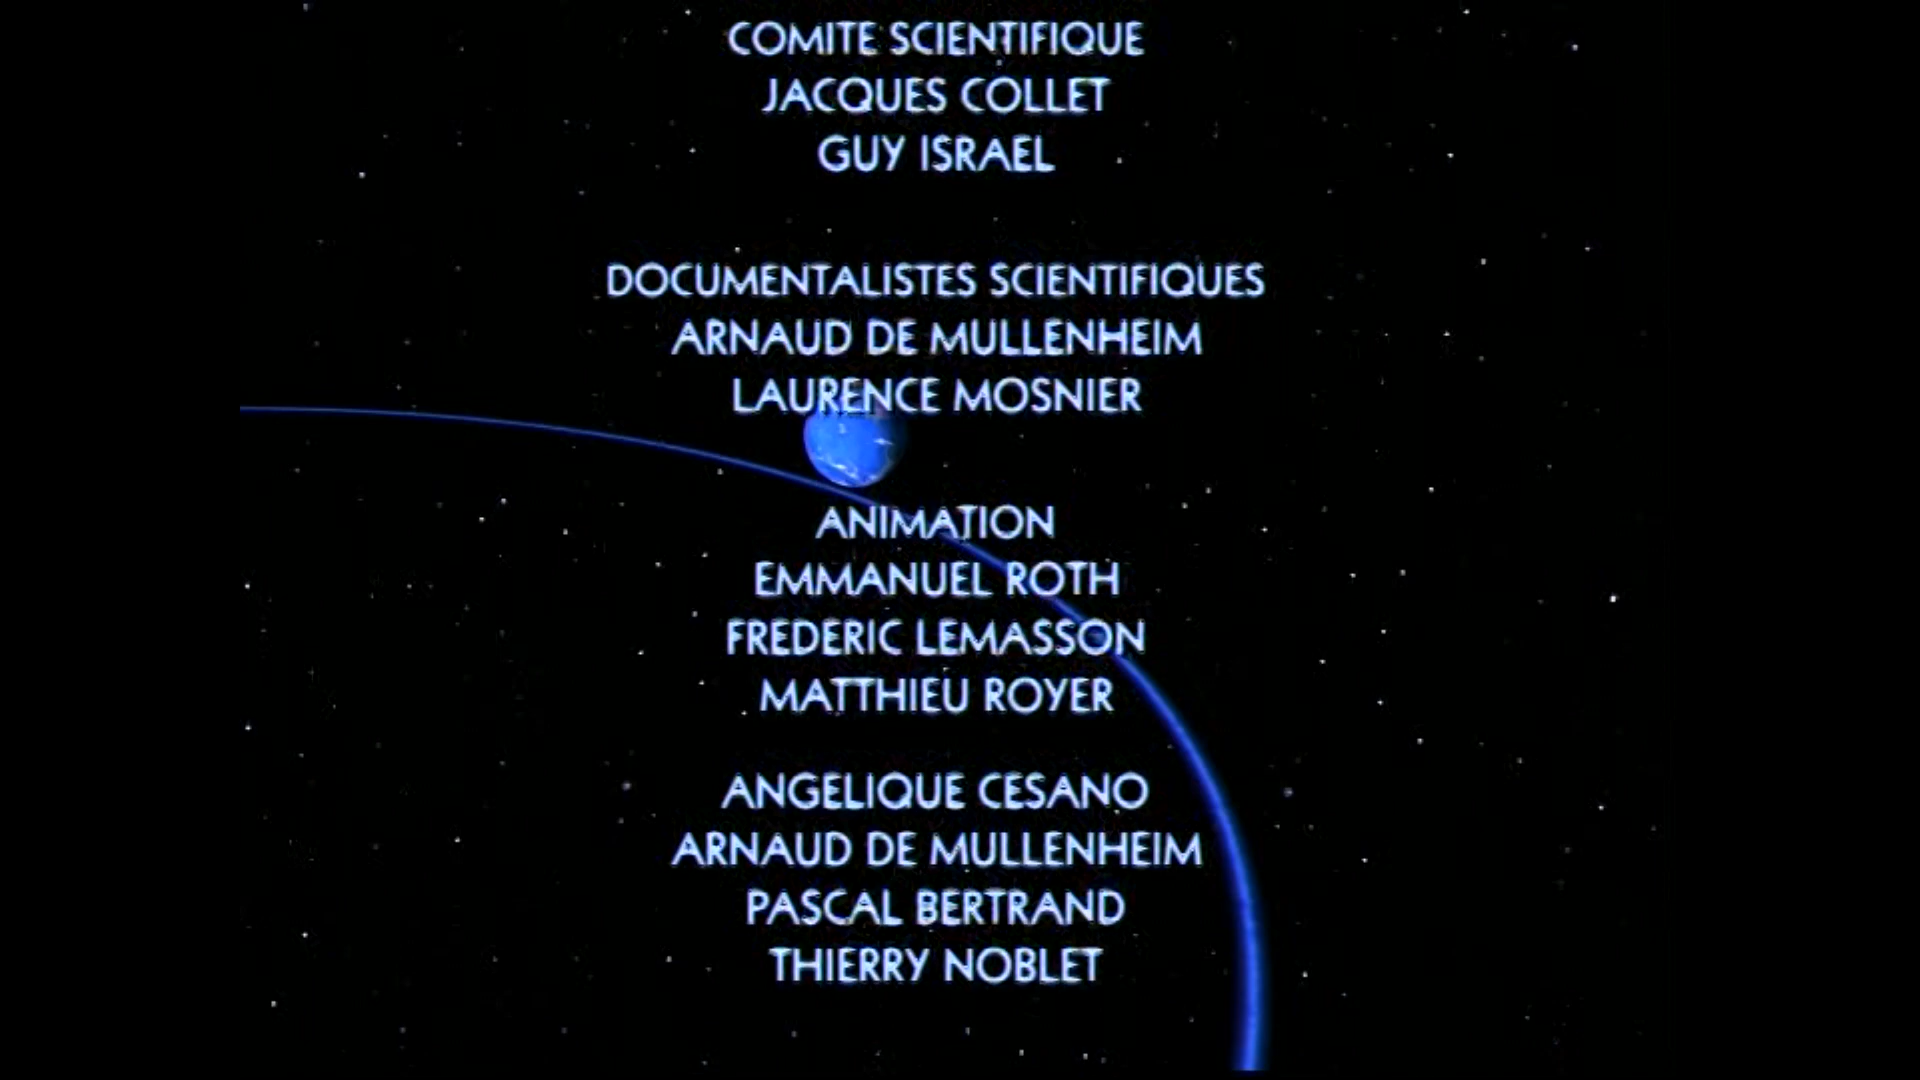 COMITE SCIENTIFIQUE
JACQUES COLLET
GUY ISRAEL
DOCUMENTALISTES SCIENTIFIQUES
ARNAUD DE MULLENHEIM
LAURENCE MOSNIER
ANIMATION
EMMANUEL ROTH
FREDERIC LEMASSON
MATTHIEU ROYER
ANGELIQUE CESANO
ARNAUD DE MULLENHEIM
PASCAL BERTRAND
THIERRY NOBLET